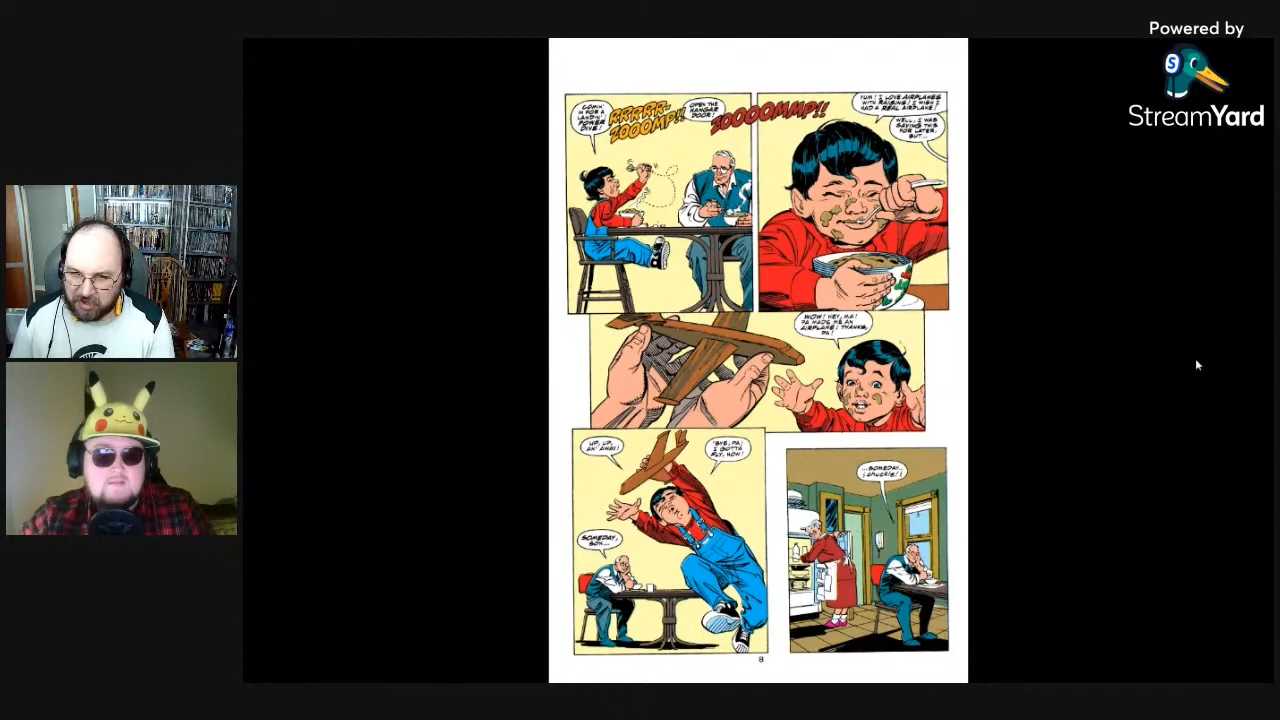 Powered by
S
StreamYard
COMIN'
IN FOR A
LANDIN'!
POWER
DIVE!
RRRRR-
ZOOOMP!!
OPEN THE
HANGAR
DOOR!
ZOOOOMMP!!
YUM! I LOVE AIRPLANES
WITH RAISINS! I WISH I
HAD A REAL AIRPLANE!
WELL, I WAS
SAVING THIS
FOR LATER,
BUT...
WOW! HEY, MA!
PA MADE ME AN
AIRPLANE! THANKS,
PA!
UP, UP,
AN' AWAY!
'BYE, PA!
I GOTTA
FLY, NOW!
SOMEDAY,
SON...
...SOMEDAY...
¡CHUCKLE!
8